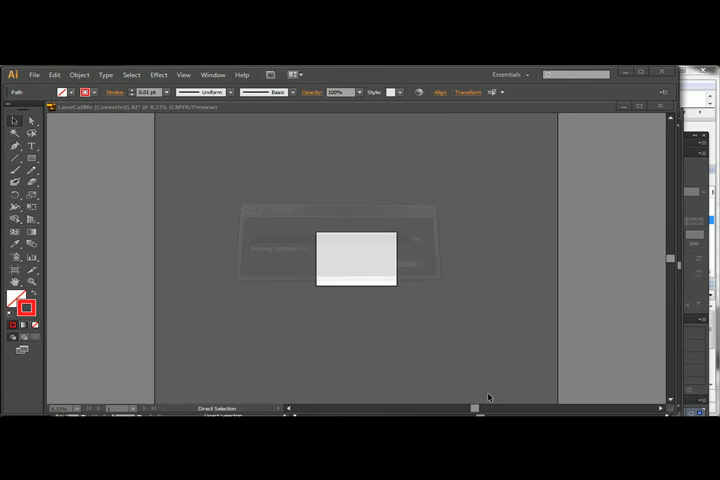 Ai File Edit Object Type Select Effect View Window Help Essentials
Path Stroke: 0.01 pt Uniform Basic Opacity: 100% Style: Align Transform
LaserCutMe [Converted].AI* @ 8.33% (CMYK/Preview)
Direct Selection